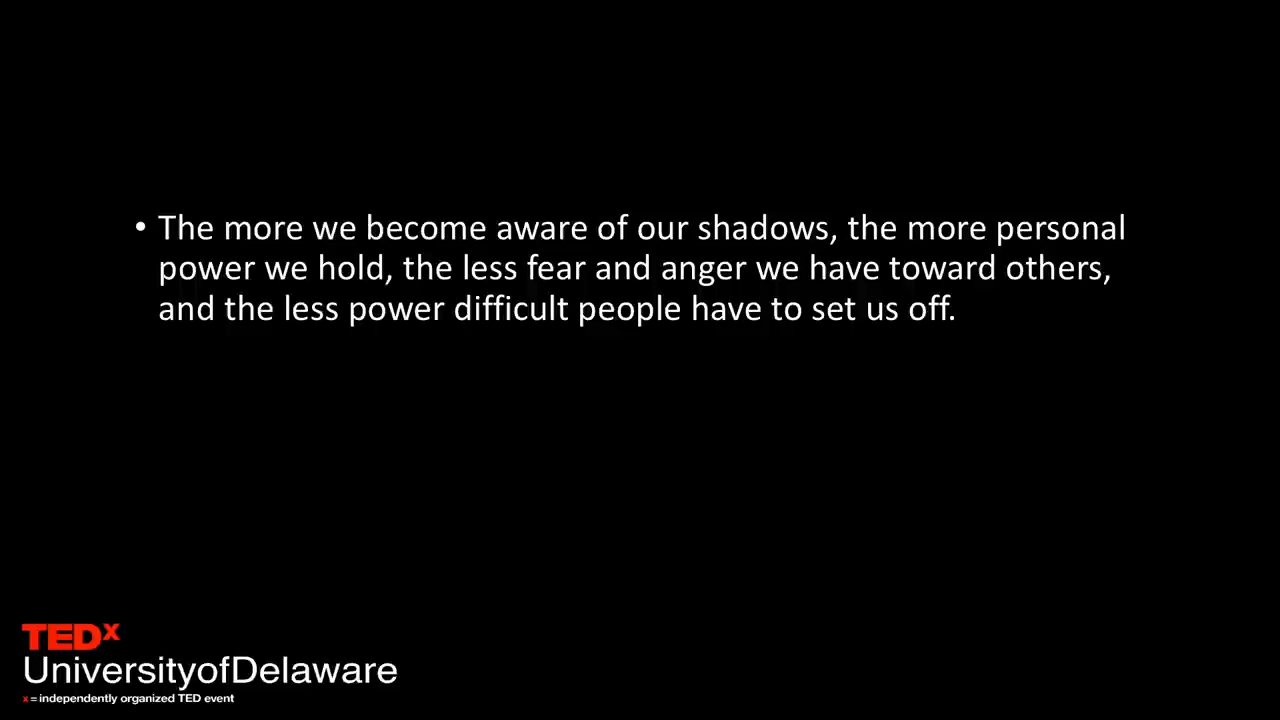 • The more we become aware of our shadows, the more personal
power we hold, the less fear and anger we have toward others,
and the less power difficult people have to set us off.
TEDx
UniversityofDelaware
x = independently organized TED event